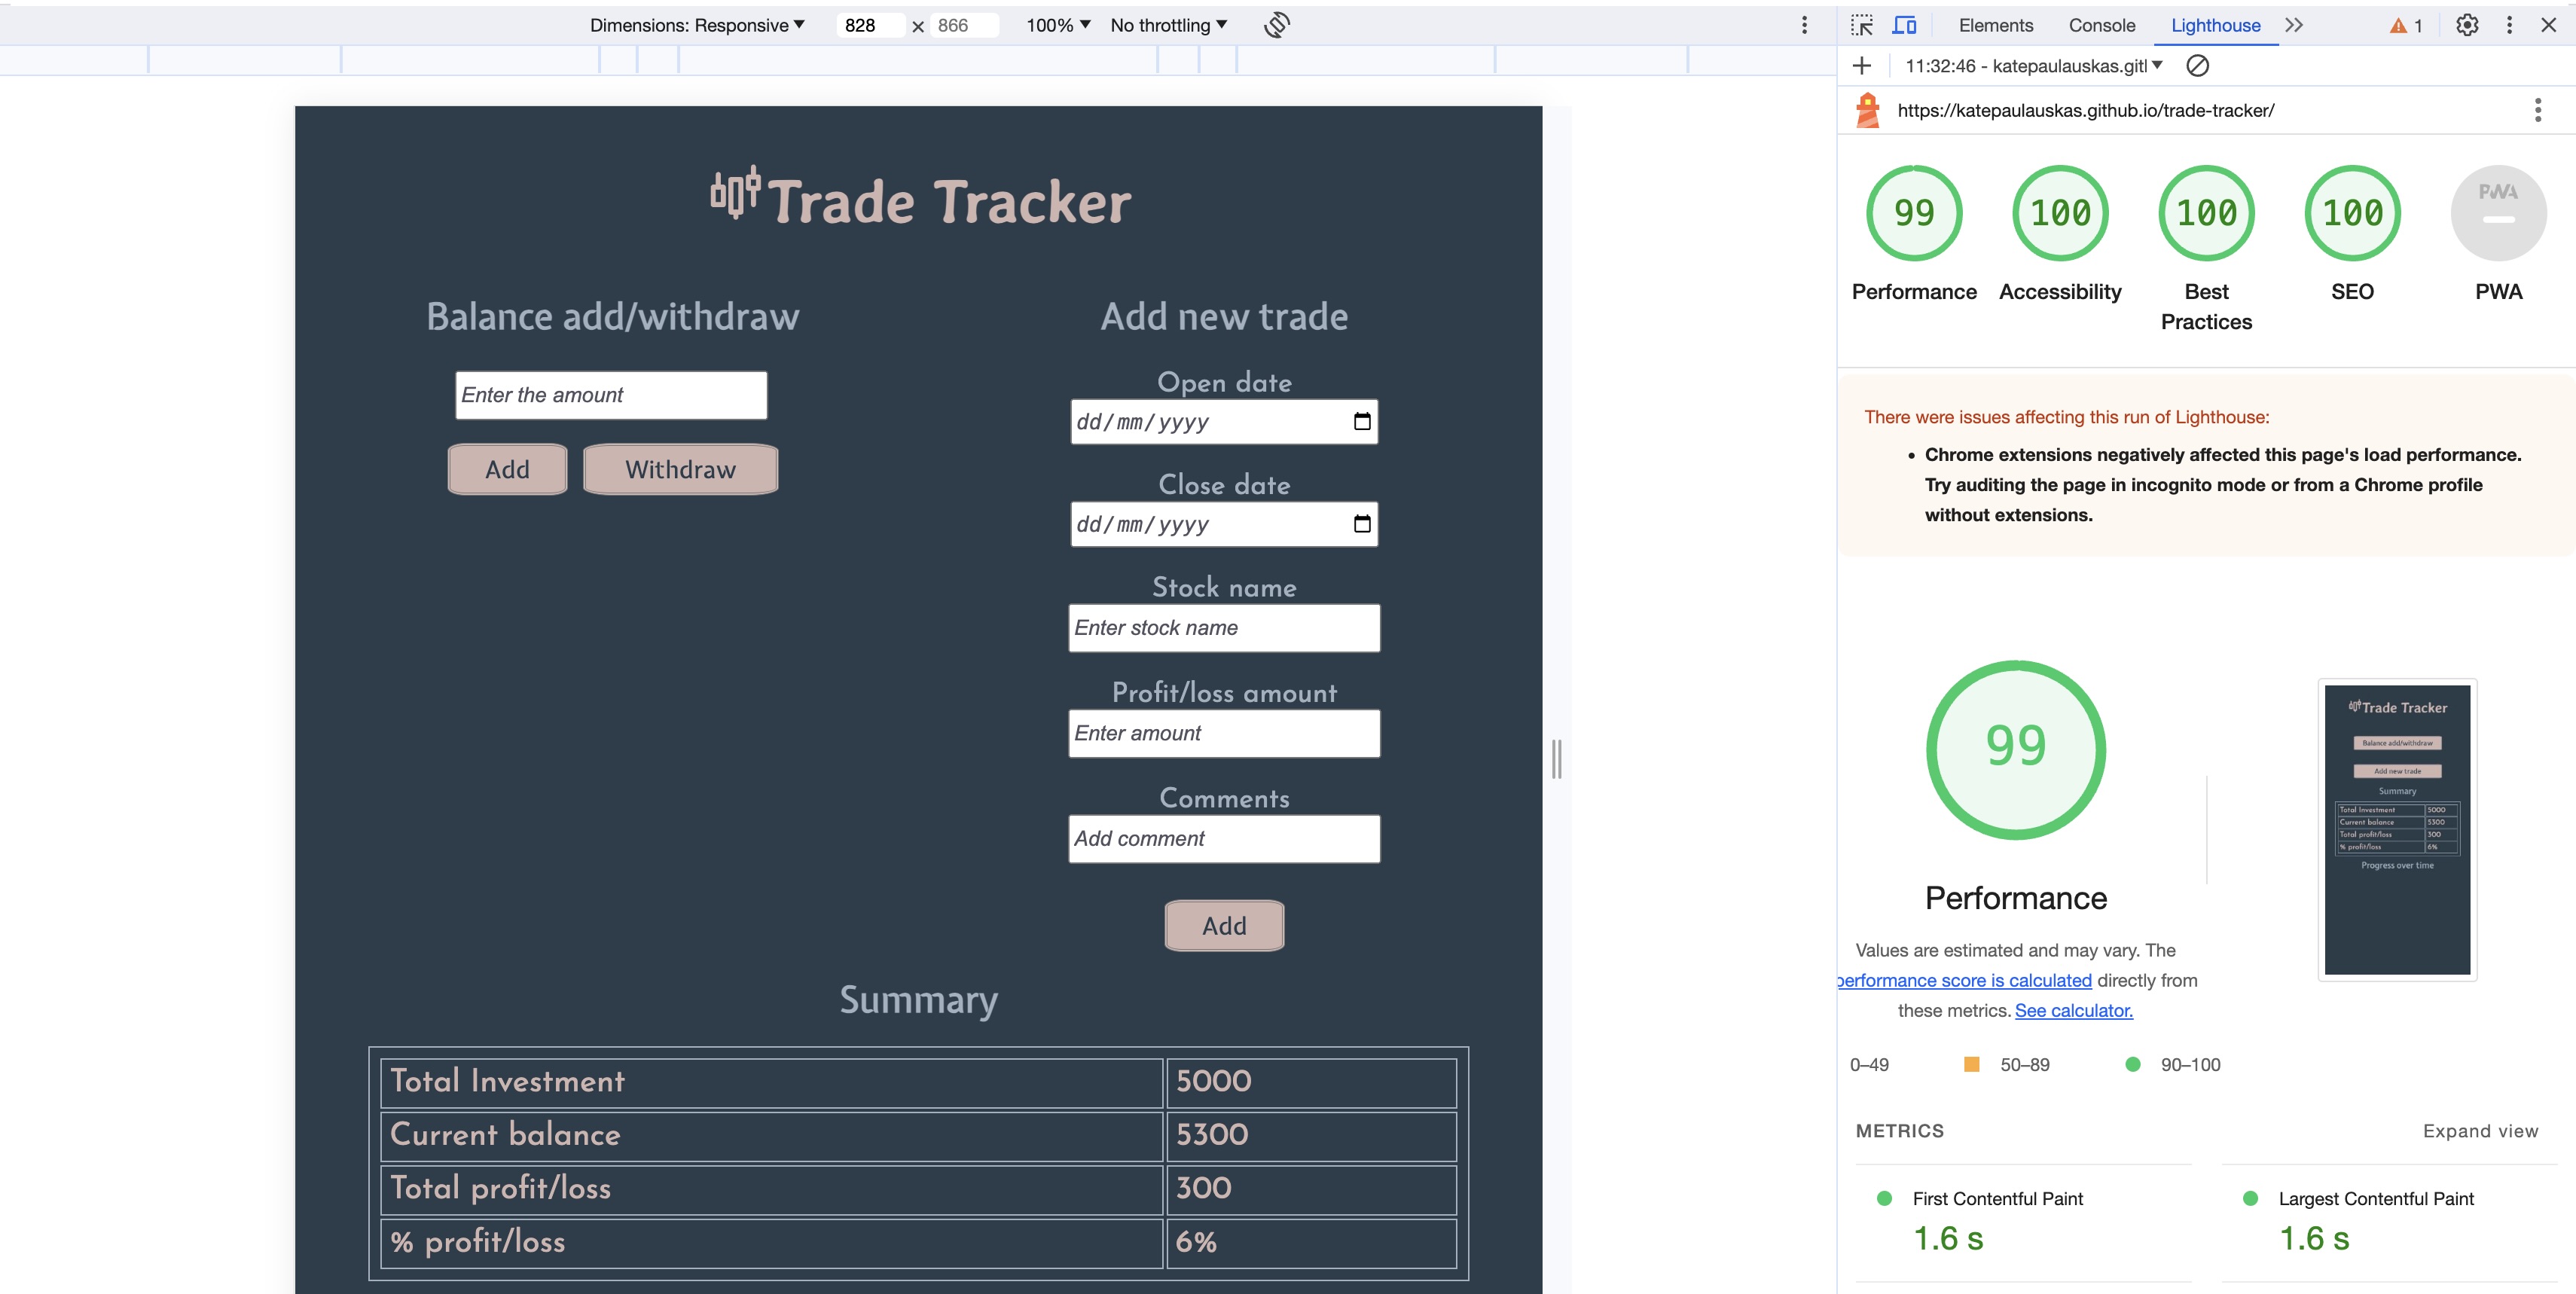 Dimensions: Responsive 828 × 866 100% No throttling
Elements Console Lighthouse 1
11:32:46 - katepaulauskas.gitl
https://katepaulauskas.github.io/trade-tracker/
Trade Tracker
Balance add/withdraw
Enter the amount
Add Withdraw
Add new trade
Open date
dd/mm/yyyy
Close date
dd/mm/yyyy
Stock name
Enter stock name
Profit/loss amount
Enter amount
Comments
Add comment
Add
Summary
Total Investment 5000
Current balance 5300
Total profit/loss 300
% profit/loss 6%
99 100 100 100 PWA
Performance Accessibility Best Practices SEO PWA
There were issues affecting this run of Lighthouse:
• Chrome extensions negatively affected this page's load performance.
Try auditing the page in incognito mode or from a Chrome profile
without extensions.
99
Performance
Values are estimated and may vary. The
performance score is calculated directly from
these metrics. See calculator.
0–49 50–89 90–100
Trade Tracker
Balance add/withdraw
Add new trade
Summary
Total Investment 5000
Current balance 5300
Total profit/loss 300
% profit/loss 6%
Progress over time
METRICS Expand view
First Contentful Paint
1.6 s
Largest Contentful Paint
1.6 s